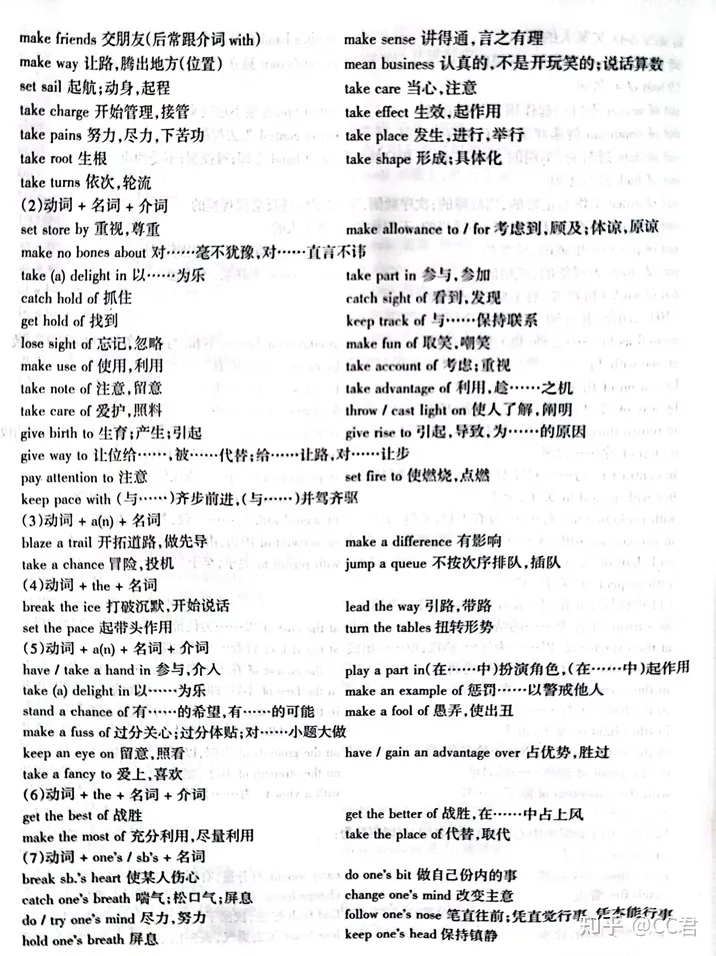 make friends 交朋友(后常跟介词 with) make sense 讲得通,言之有理
make way 让路,腾出地方(位置) mean business 认真的,不是开玩笑的;说话算数
set sail 起航;动身,起程 take care 当心,注意
take charge 开始管理,接管 take effect 生效,起作用
take pains 努力,尽力,下苦功 take place 发生;进行,举行
take root 生根 take shape 形成;具体化
take turns 依次,轮流
(2)动词 + 名词 + 介词
set store by 重视,尊重 make allowance to / for 考虑到,顾及;体谅,原谅
make no bones about 对……毫不犹豫,对……直言不讳
take (a) delight in 以……为乐 take part in 参与,参加
catch hold of 抓住 catch sight of 看到,发现
get hold of 找到 keep track of 与……保持联系
lose sight of 忘记,忽略 make fun of 取笑,嘲笑
make use of 使用,利用 take account of 考虑;重视
take note of 注意,留意 take advantage of 利用,趁……之机
take care of 爱护,照料 throw / cast light on 使人了解,阐明
give birth to 生育;产生;引起 give rise to 引起,导致,为……的原因
give way to 让位给……,被……代替;给……让路,对……让步
pay attention to 注意 set fire to 使燃烧,点燃
keep pace with (与……)齐步前进,(与……)并驾齐驱
(3)动词 + a(n) + 名词
blaze a trail 开拓道路,做先导 make a difference 有影响
take a chance 冒险,投机 jump a queue 不按次序排队,插队
(4)动词 + the + 名词
break the ice 打破沉默,开始说话 lead the way 引路,带路
set the pace 起带头作用 turn the tables 扭转形势
(5)动词 + a(n) + 名词 + 介词
have / take a hand in 参与,介入 play a part in(在……中)扮演角色,(在……中)起作用
take (a) delight in 以……为乐 make an example of 惩罚……以警戒他人
stand a chance of 有……的希望,有……的可能 make a fool of 愚弄,使出丑
make a fuss of 过分关心;过分体贴;对……小题大做
keep an eye on 留意,照看 have / gain an advantage over 占优势,胜过
take a fancy to 爱上,喜欢
(6)动词 + the + 名词 + 介词
get the best of 战胜 get the better of 战胜,在……中占上风
make the most of 充分利用,尽量利用 take the place of 代替,取代
(7)动词 + one's / sb's + 名词
break sb.'s heart 使某人伤心 do one's bit 做自己份内的事
catch one's breath 喘气;松口气;屏息 change one's mind 改变主意
do / try one's mind 尽力,努力 follow one's nose 笔直往前;凭直觉行事,凭本能行事
hold one's breath 屏息 keep one's head 保持镇静
知乎 @CC君